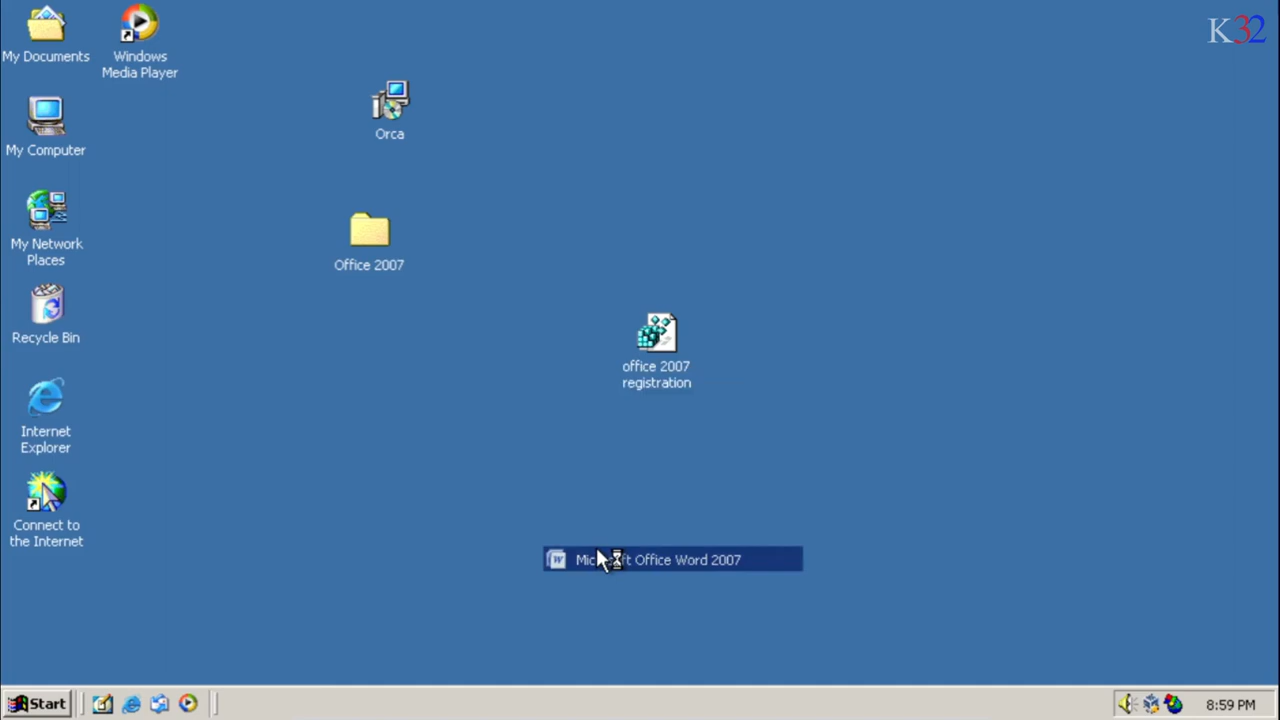 My Documents
Windows
Media Player
K32
Orca
My Computer
Office 2007
My Network
Places
Recycle Bin
office 2007
registration
Internet
Explorer
Connect to
the Internet
Microsoft Office Word 2007
Start
8:59 PM